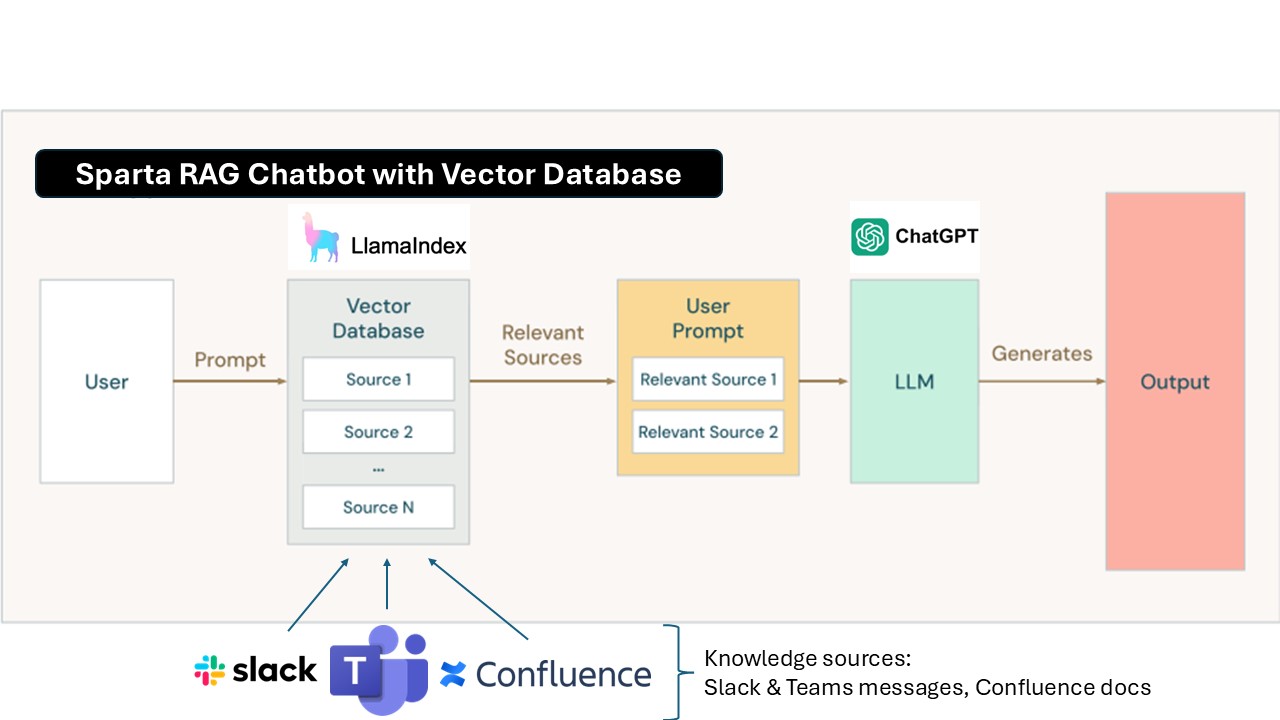 Sparta RAG Chatbot with Vector Database
LlamaIndex
ChatGPT
User
Prompt
Vector
Database
Source 1
Source 2
...
Source N
Relevant
Sources
User
Prompt
Relevant Source 1
Relevant Source 2
LLM
Generates
Output
slack
T
Confluence
Knowledge sources:
Slack & Teams messages, Confluence docs